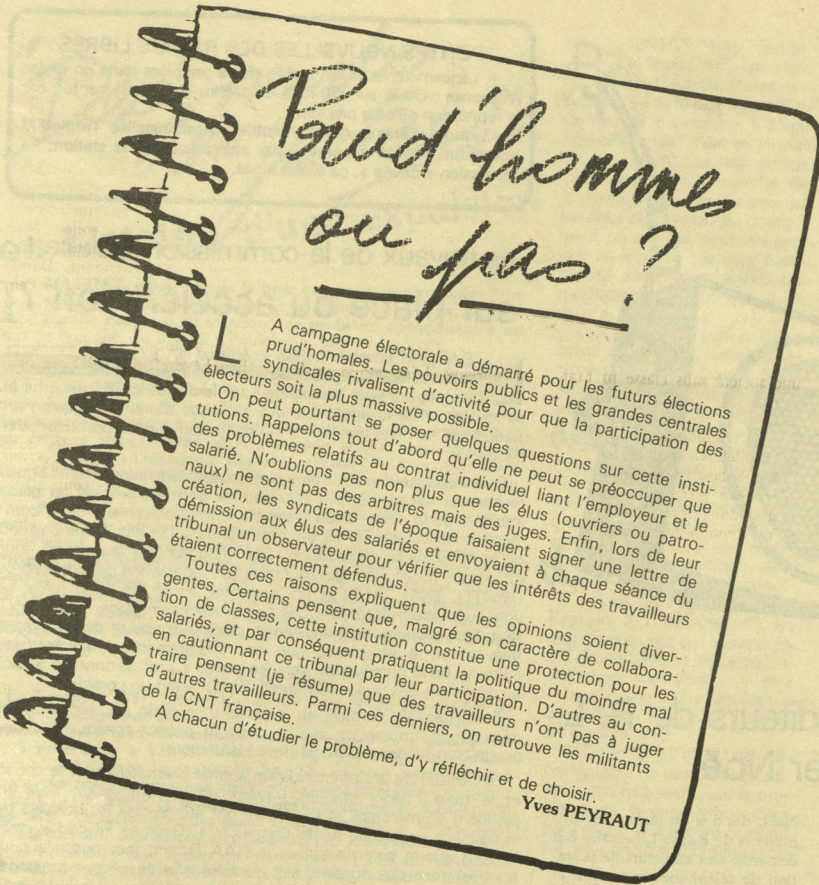 Prud'hommes
ou pas ?
LA campagne électorale a démarré pour les futurs élections
prud'homales. Les pouvoirs publics et les grandes centrales
syndicales rivalisent d'activité pour que la participation des
électeurs soit la plus massive possible.
On peut pourtant se poser quelques questions sur cette insti-
tutions. Rappelons tout d'abord qu'elle ne peut se préoccuper que
des problèmes relatifs au contrat individuel liant l'employeur et le
salarié. N'oublions pas non plus que les élus (ouvriers ou patro-
naux) ne sont pas des arbitres mais des juges. Enfin, lors de leur
création, les syndicats de l'époque faisaient signer une lettre de
démission aux élus des salariés et envoyaient à chaque séance du
tribunal un observateur pour vérifier que les intérêts des travailleurs
étaient correctement défendus.
Toutes ces raisons expliquent que les opinions soient diver-
gentes. Certains pensent que, malgré son caractère de collabora-
tion de classes, cette institution constitue une protection pour les
salariés, et par conséquent pratiquent la politique du moindre mal
en cautionnant ce tribunal par leur participation. D'autres au con-
traire pensent (je résume) que des travailleurs n'ont pas à juger
d'autres travailleurs. Parmi ces derniers, on retrouve les militants
de la CNT française.
A chacun d'étudier le problème, d'y réfléchir et de choisir.
Yves PEYRAUT